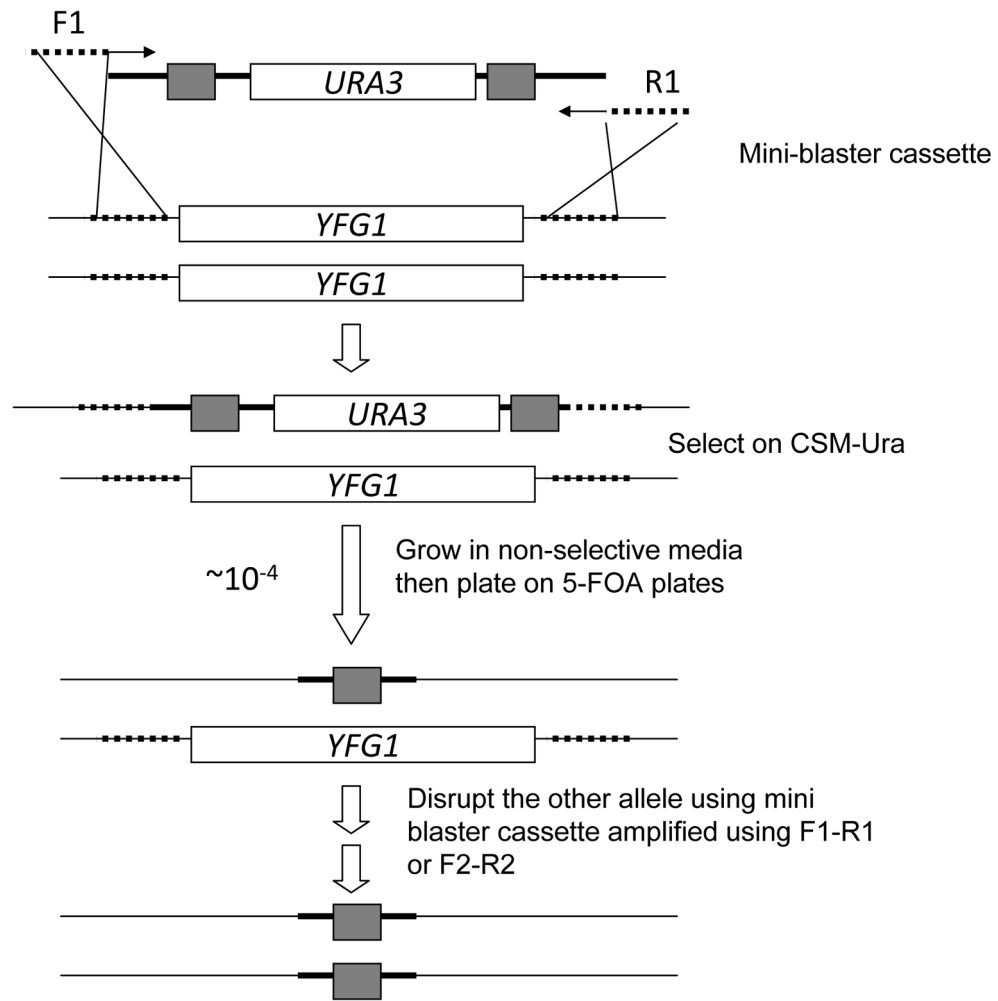 F1
URA3
R1
Mini-blaster cassette
YFG1
YFG1
URA3
Select on CSM-Ura
YFG1
~10-4
Grow in non-selective media
then plate on 5-FOA plates
YFG1
Disrupt the other allele using mini
blaster cassette amplified using F1-R1
or F2-R2